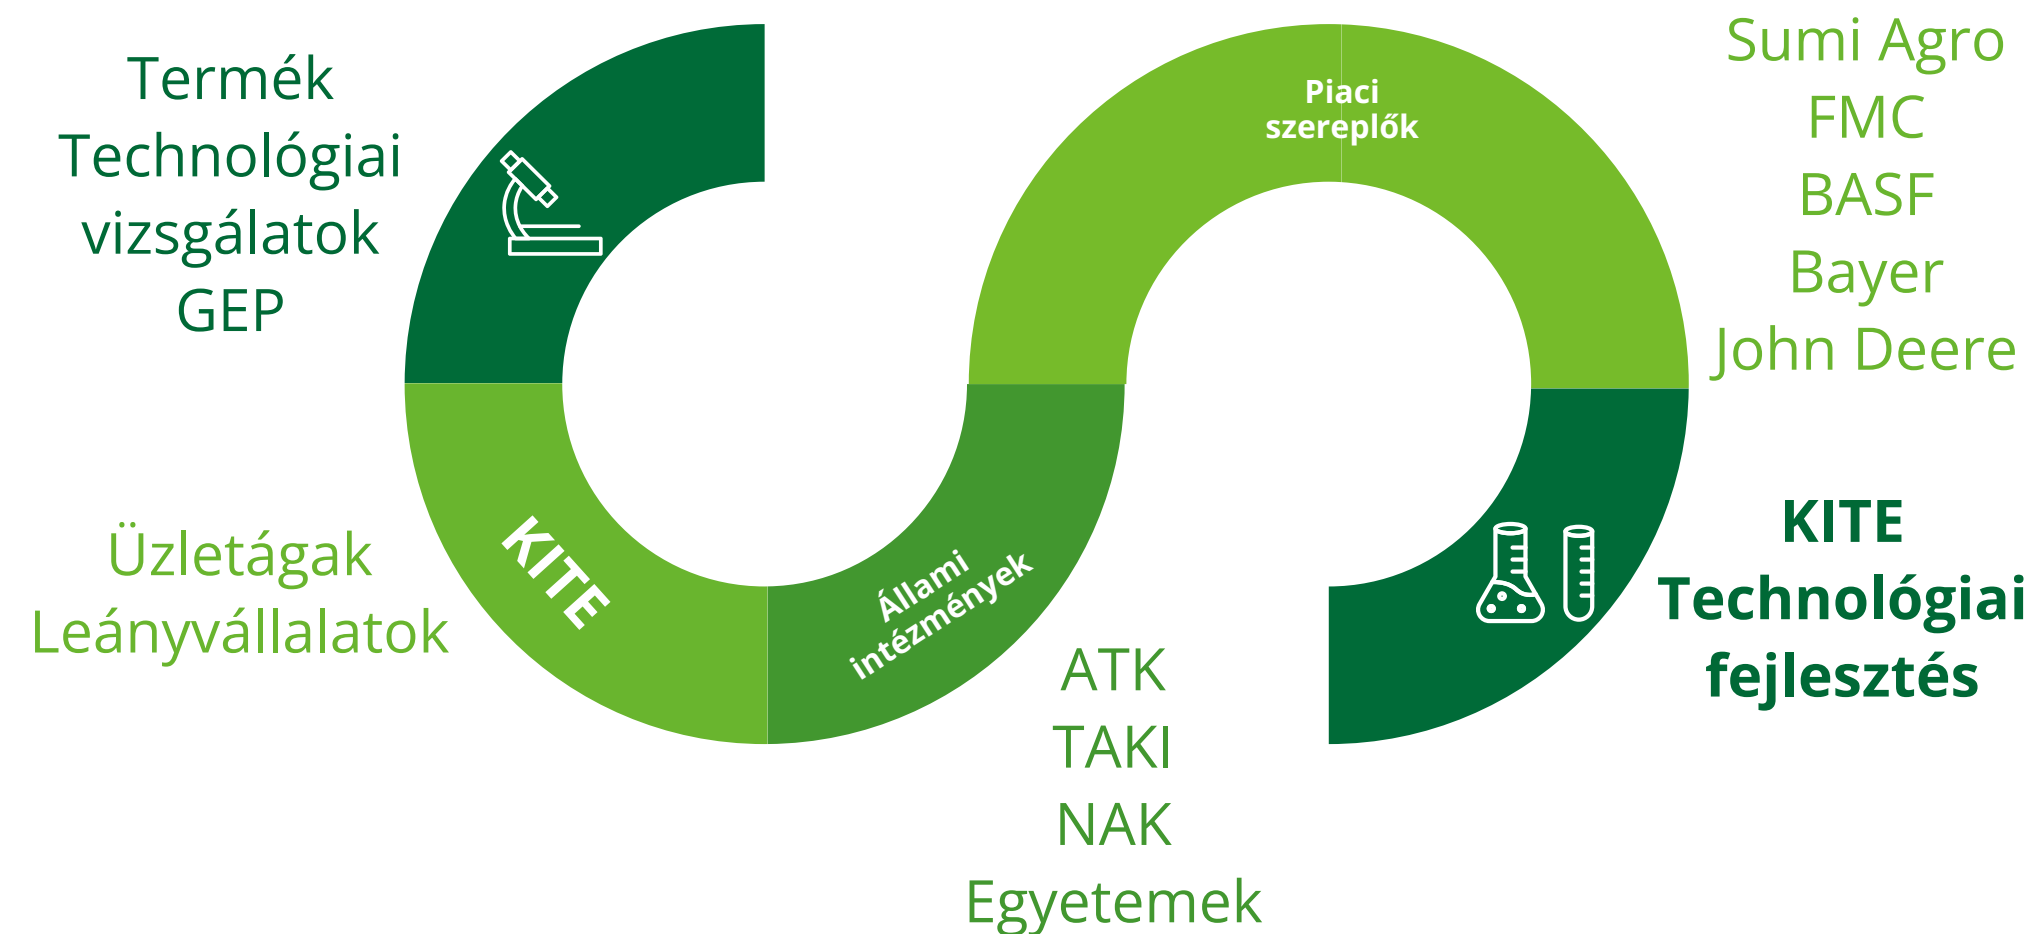 Termék
Technológiai
vizsgálatok
GEP
Üzletágak
Leányvállalatok
KITE
Állami
intézmények
ATK
TAKI
NAK
Egyetemek
Piaci
szereplők
Sumi Agro
FMC
BASF
Bayer
John Deere
KITE
Technológiai
fejlesztés